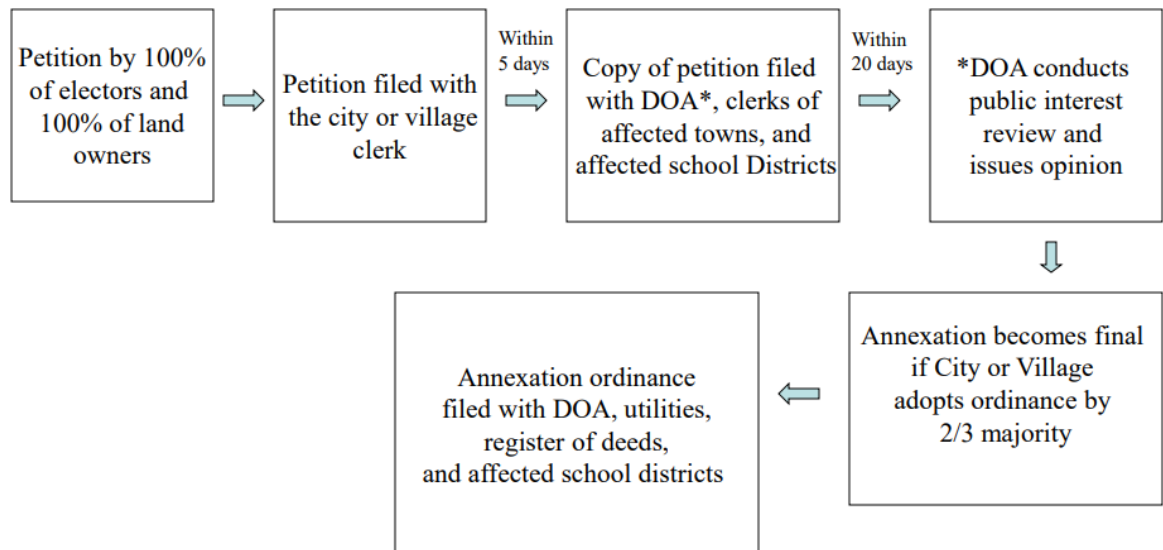 Petition by 100%
of electors and
100% of land
owners
Petition filed with
the city or village
clerk
Within
5 days
Copy of petition filed
with DOA*, clerks of
affected towns, and
affected school Districts
Within
20 days
*DOA conducts
public interest
review and
issues opinion
Annexation becomes final
if City or Village
adopts ordinance by
2/3 majority
Annexation ordinance
filed with DOA, utilities,
register of deeds,
and affected school districts